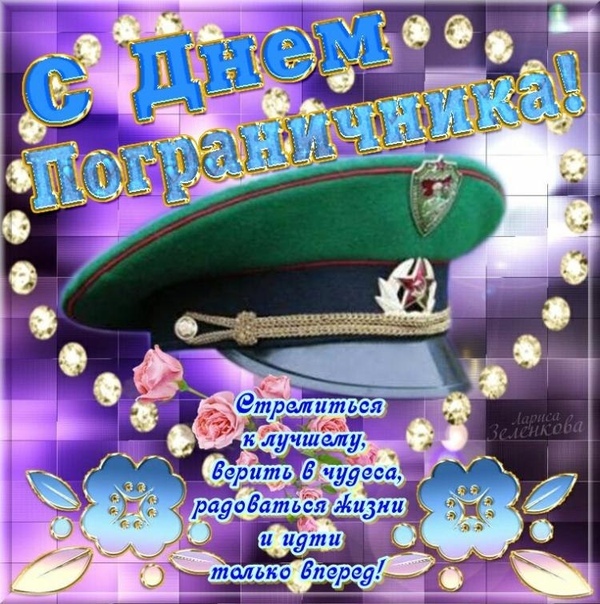 С Днем
Пограничника!
Стремиться
к лучшему,
верить в чудеса,
радоваться жизни
и идти
только вперед!
Лариса
Зеленкова